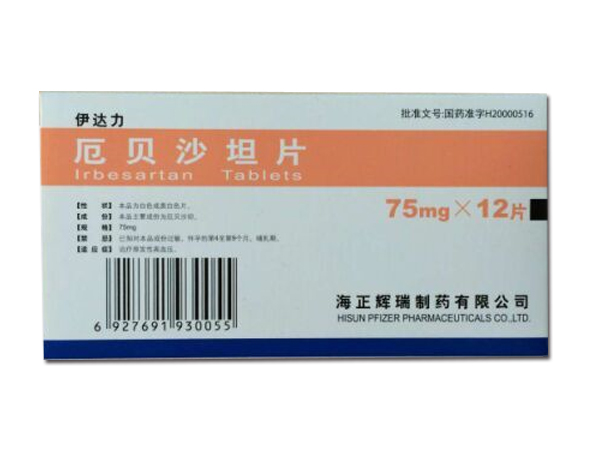 伊达力
批准文号:国药准字H20000516
厄贝沙坦片
Irbesartan Tablets
75mg×12片
【性 状】本品为白色或类白色片。
【成 份】本品主要成份为厄贝沙坦。
【规 格】75mg
【禁 忌】已知对本品成份过敏。怀孕的第4至第9个月。哺乳期。
【适应症】治疗原发性高血压。
6 927691 930055
海正辉瑞制药有限公司
HISUN PFIZER PHARMACEUTICALS CO.,LTD.